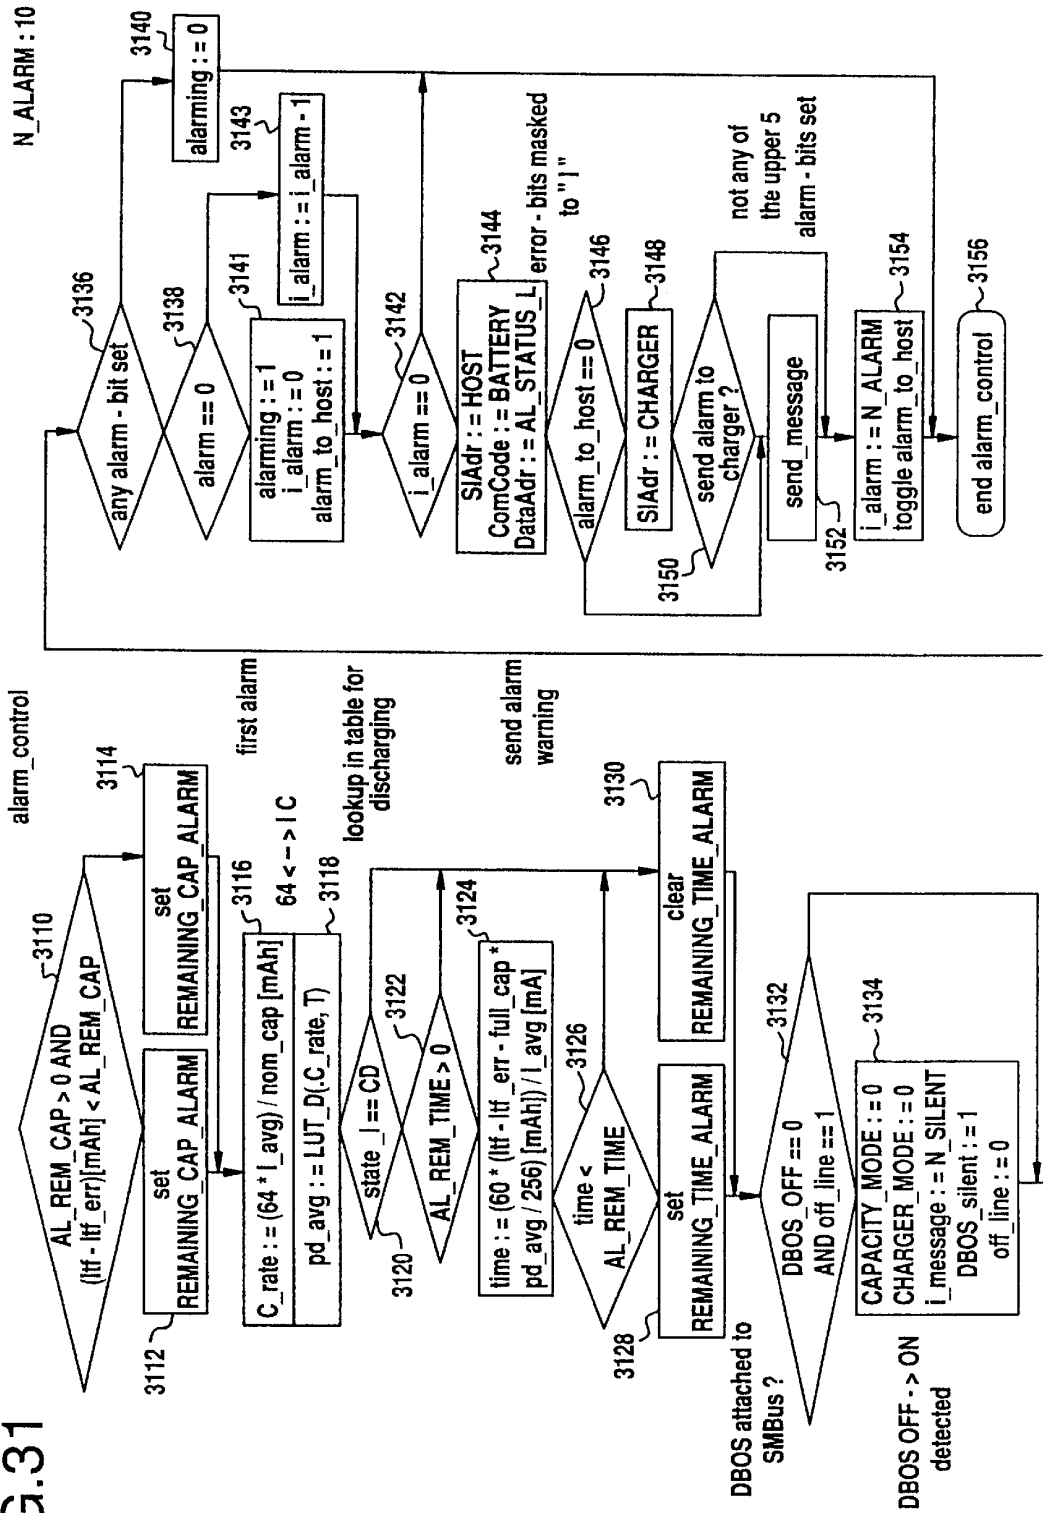 G.31
alarm_control
3110
AL_REM_CAP > 0 AND
(ltf - ltf_err)[mAh] < AL_REM_CAP
3112
set
REMAINING_CAP_ALARM
3114
set
REMAINING_CAP_ALARM
first alarm
3116
C_rate : = (64 * I_avg) / nom_cap [mAh]
64 < - > I C
3118
pd_avg : = LUT_D(.C_rate, T)
lookup in table for
discharging
3120
state_I == CD
3122
AL_REM_TIME > 0
3124
time : = (60 * (ltf - ltf_err - full_cap *
pd_avg / 256) [mAh]) / I_avg [mA]
send alarm
warning
3126
time <
AL_REM_TIME
3128
set
REMAINING_TIME_ALARM
3130
clear
REMAINING_TIME_ALARM
DBOS attached to
SMBus ?
3132
DBOS_OFF == 0
AND off_line == 1
3134
CAPACITY_MODE : = 0
CHARGER_MODE : = 0
i_message : = N_SILENT
DBOS_silent : = 1
off_line : = 0
DBOS OFF - > ON
detected
N_ALARM : 10
3136
any alarm - bit set
3140
alarming : = 0
3138
alarm == 0
3143
i_alarm : = i_alarm - 1
3141
alarming : = 1
i_alarm : = 0
alarm_to_host : = 1
3142
i_alarm == 0
3144
SlAdr : = HOST
ComCode : = BATTERY
DataAdr : = AL_STATUS_L
error - bits masked
to "1"
3146
alarm_to_host == 0
3148
SlAdr : = CHARGER
3150
send alarm to
charger ?
not any of
the upper 5
alarm - bits set
3152
send_message
3154
i_alarm : = N_ALARM
toggle alarm_to_host
3156
end alarm_control